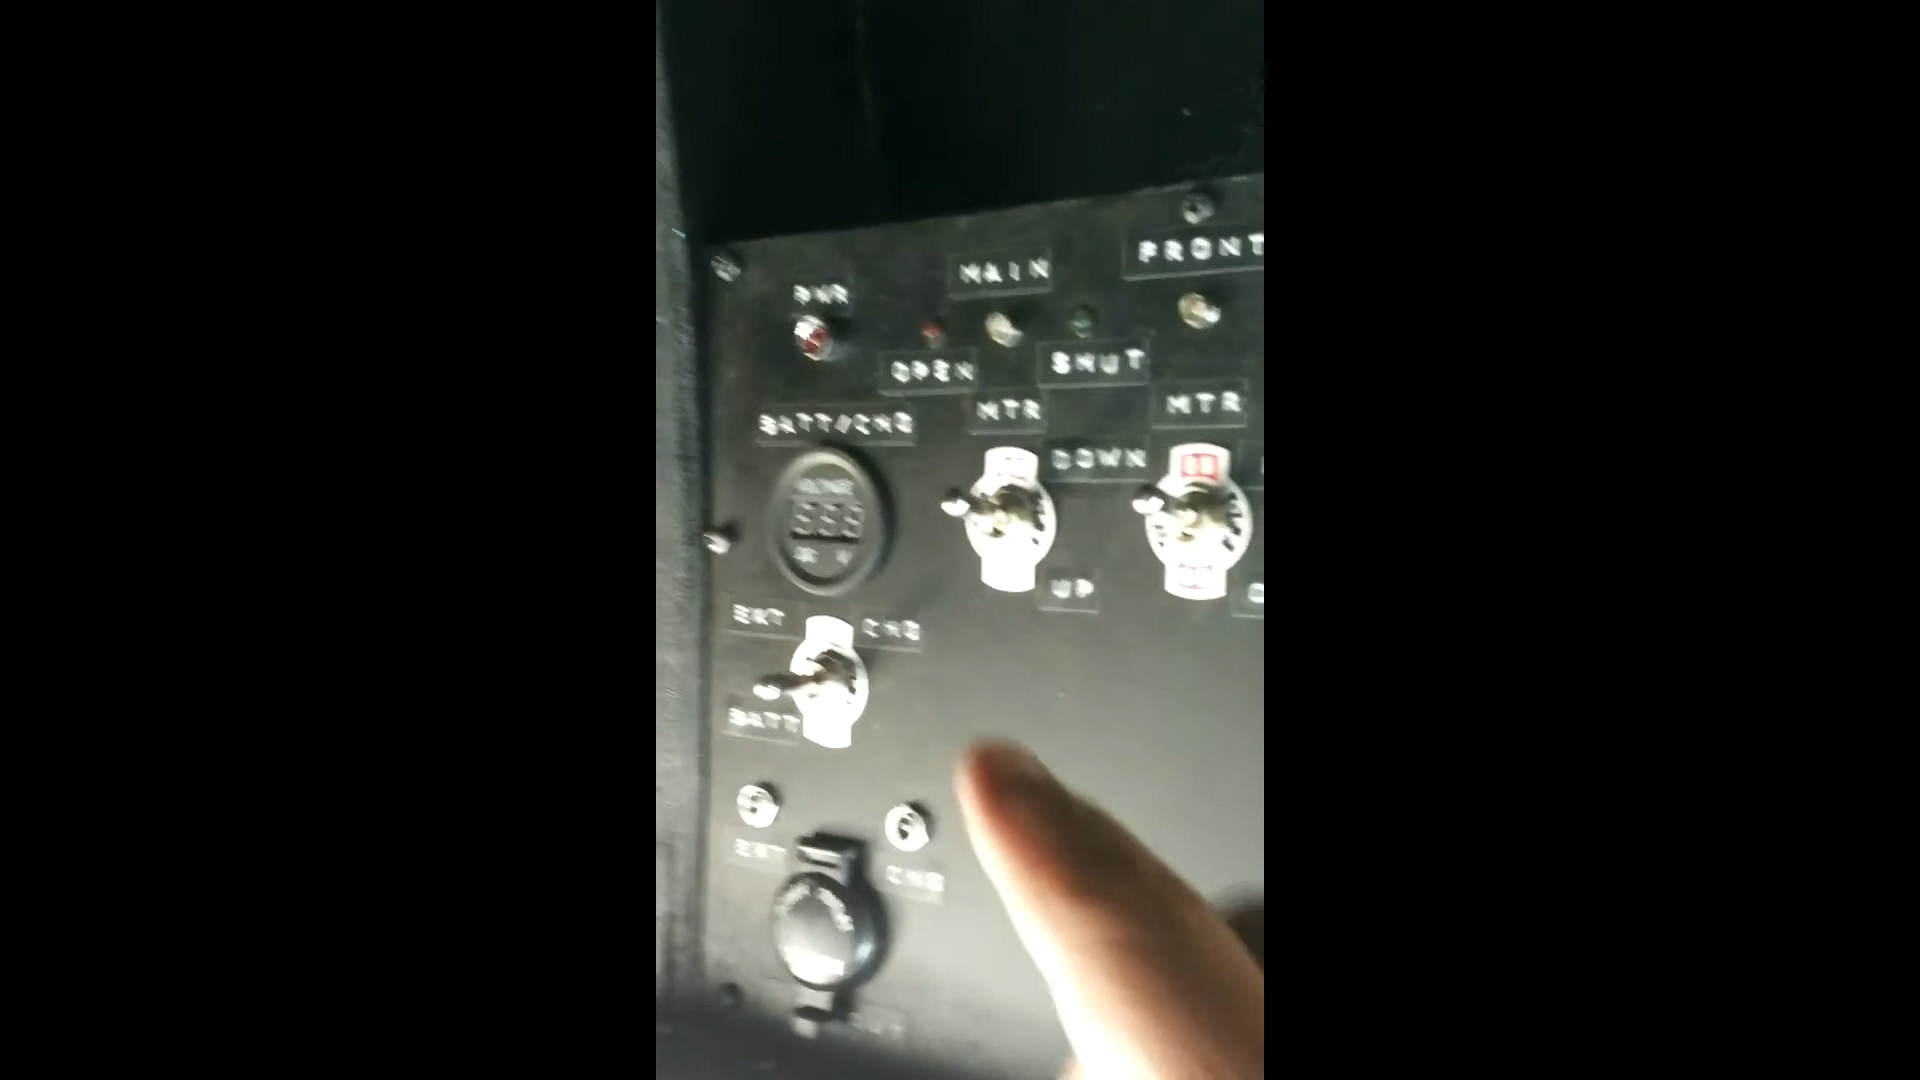 PWR
MAIN
FRONT
OPEN
SHUT
MTR
MTR
BATT/CHG
DOWN
UP
EXT
CHG
BATT
EXT
CHG